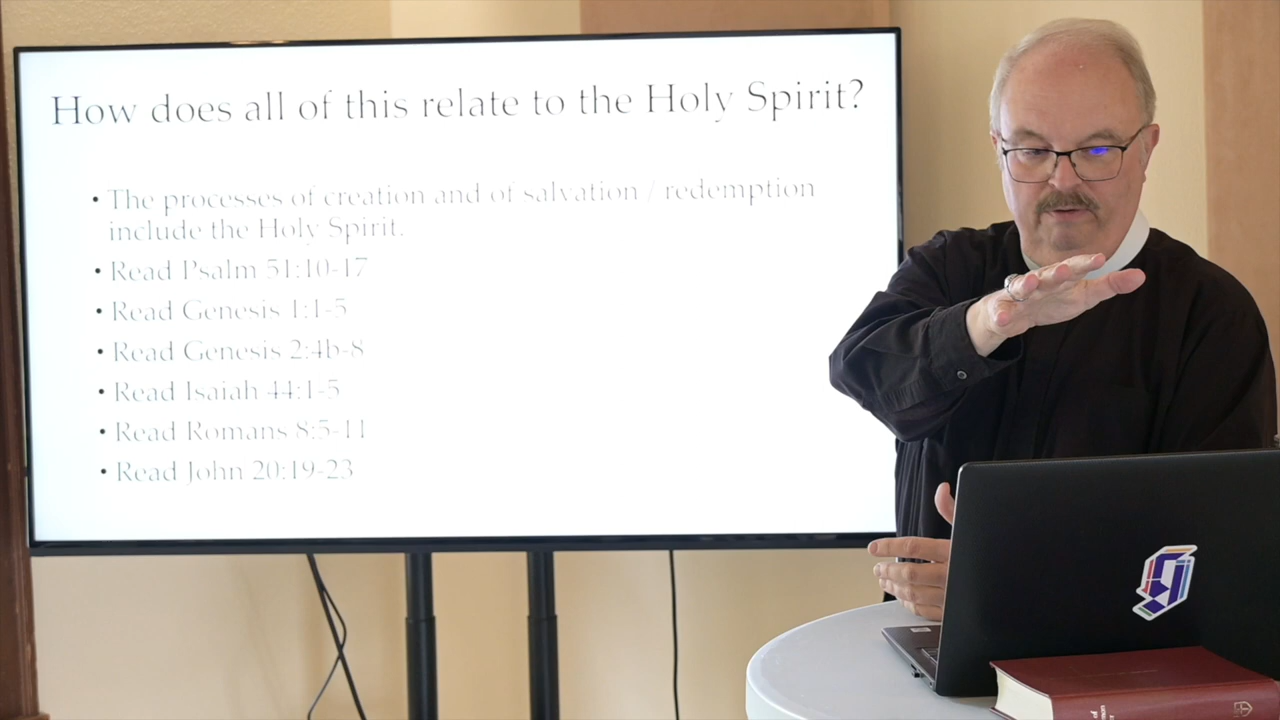 How does all of this relate to the Holy Spirit?
• The processes of creation and of salvation / redemption
include the Holy Spirit.
• Read Psalm 51:10-17
• Read Genesis 1:1-5
• Read Genesis 2:4b-8
• Read Isaiah 44:1-5
• Read Romans 8:5-11
• Read John 20:19-23